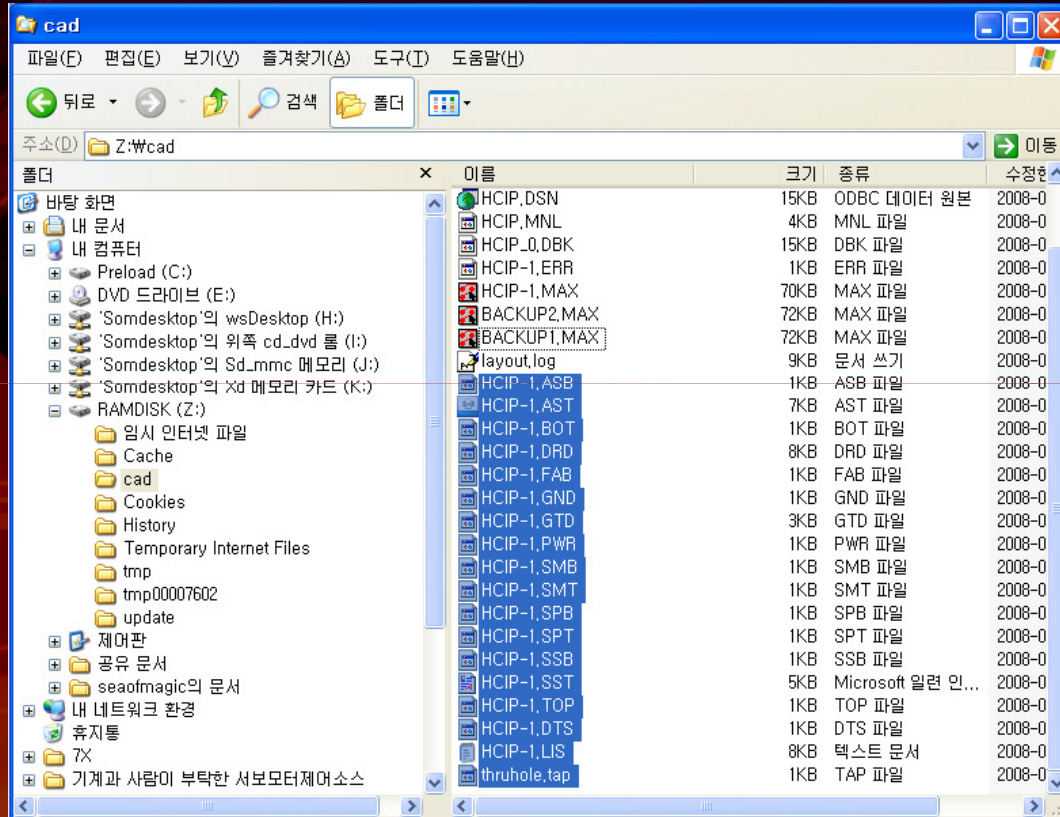 cad
파일(F) 편집(E) 보기(V) 즐겨찾기(A) 도구(T) 도움말(H)
뒤로 검색 폴더
주소(D) Z:₩cad 이동
폴더
바탕 화면
내 문서
내 컴퓨터
Preload (C:)
DVD 드라이브 (E:)
'Somdesktop'의 wsDesktop (H:)
'Somdesktop'의 위쪽 cd_dvd 롬 (I:)
'Somdesktop'의 Sd_mmc 메모리 (J:)
'Somdesktop'의 Xd 메모리 카드 (K:)
RAMDISK (Z:)
임시 인터넷 파일
Cache
cad
Cookies
History
Temporary Internet Files
tmp
tmp00007602
update
제어판
공유 문서
seaofmagic의 문서
내 네트워크 환경
휴지통
7X
기계과 사람이 부탁한 서보모터제어소스
이름 크기 종류 수정한
HCIP.DSN 15KB ODBC 데이터 원본 2008-0
HCIP.MNL 4KB MNL 파일 2008-0
HCIP_0.DBK 15KB DBK 파일 2008-0
HCIP-1.ERR 1KB ERR 파일 2008-0
HCIP-1.MAX 70KB MAX 파일 2008-0
BACKUP2.MAX 72KB MAX 파일 2008-0
BACKUP1.MAX 72KB MAX 파일 2008-0
layout.log 9KB 문서 쓰기 2008-0
HCIP-1.ASB 1KB ASB 파일 2008-0
HCIP-1.AST 7KB AST 파일 2008-0
HCIP-1.BOT 1KB BOT 파일 2008-0
HCIP-1.DRD 8KB DRD 파일 2008-0
HCIP-1.FAB 1KB FAB 파일 2008-0
HCIP-1.GND 1KB GND 파일 2008-0
HCIP-1.GTD 3KB GTD 파일 2008-0
HCIP-1.PWR 1KB PWR 파일 2008-0
HCIP-1.SMB 1KB SMB 파일 2008-0
HCIP-1.SMT 1KB SMT 파일 2008-0
HCIP-1.SPB 1KB SPB 파일 2008-0
HCIP-1.SPT 1KB SPT 파일 2008-0
HCIP-1.SSB 1KB SSB 파일 2008-0
HCIP-1.SST 5KB Microsoft 일련 인... 2008-0
HCIP-1.TOP 1KB TOP 파일 2008-0
HCIP-1.DTS 1KB DTS 파일 2008-0
HCIP-1.LIS 8KB 텍스트 문서 2008-0
thruhole.tap 1KB TAP 파일 2008-0